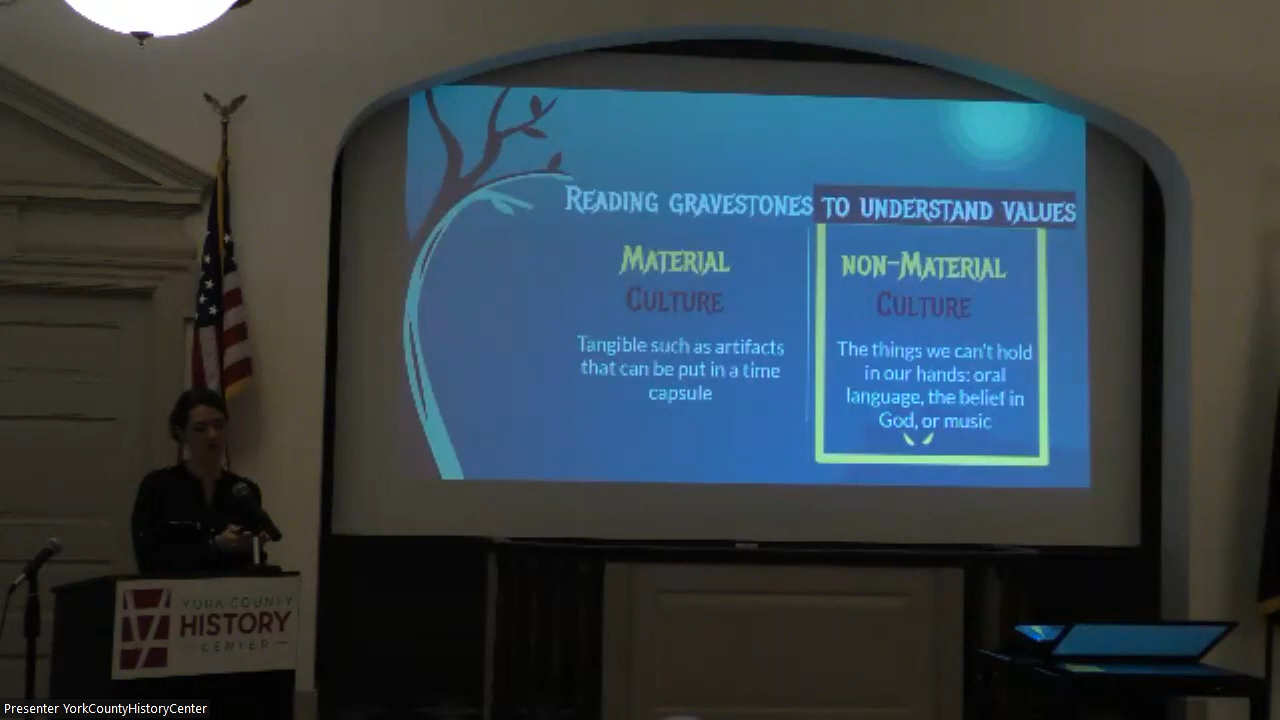 READING GRAVESTONES TO UNDERSTAND VALUES
MATERIAL
CULTURE
Tangible such as artifacts
that can be put in a time
capsule
NON-MATERIAL
CULTURE
The things we can't hold
in our hands: oral
language, the belief in
God, or music
YORK COUNTY
HISTORY
CENTER
Presenter YorkCountyHistoryCenter